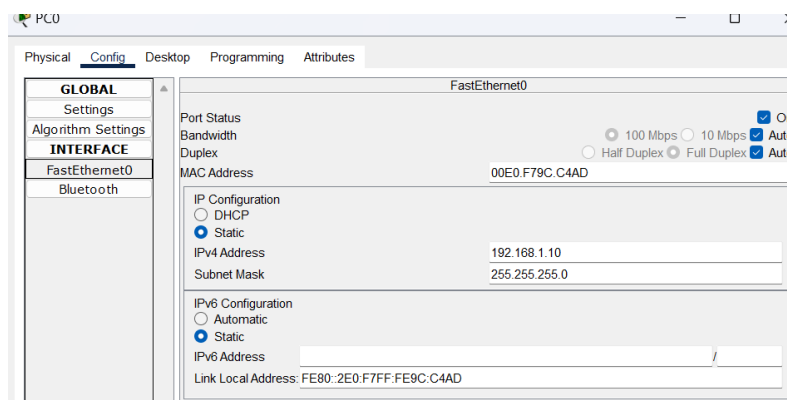 PC0
Physical Config Desktop Programming Attributes
GLOBAL
Settings
Algorithm Settings
INTERFACE
FastEthernet0
Bluetooth
FastEthernet0
Port Status
Bandwidth 100 Mbps 10 Mbps
Duplex Half Duplex Full Duplex
MAC Address 00E0.F79C.C4AD
IP Configuration
DHCP
Static
IPv4 Address 192.168.1.10
Subnet Mask 255.255.255.0
IPv6 Configuration
Automatic
Static
IPv6 Address /
Link Local Address: FE80::2E0:F7FF:FE9C:C4AD